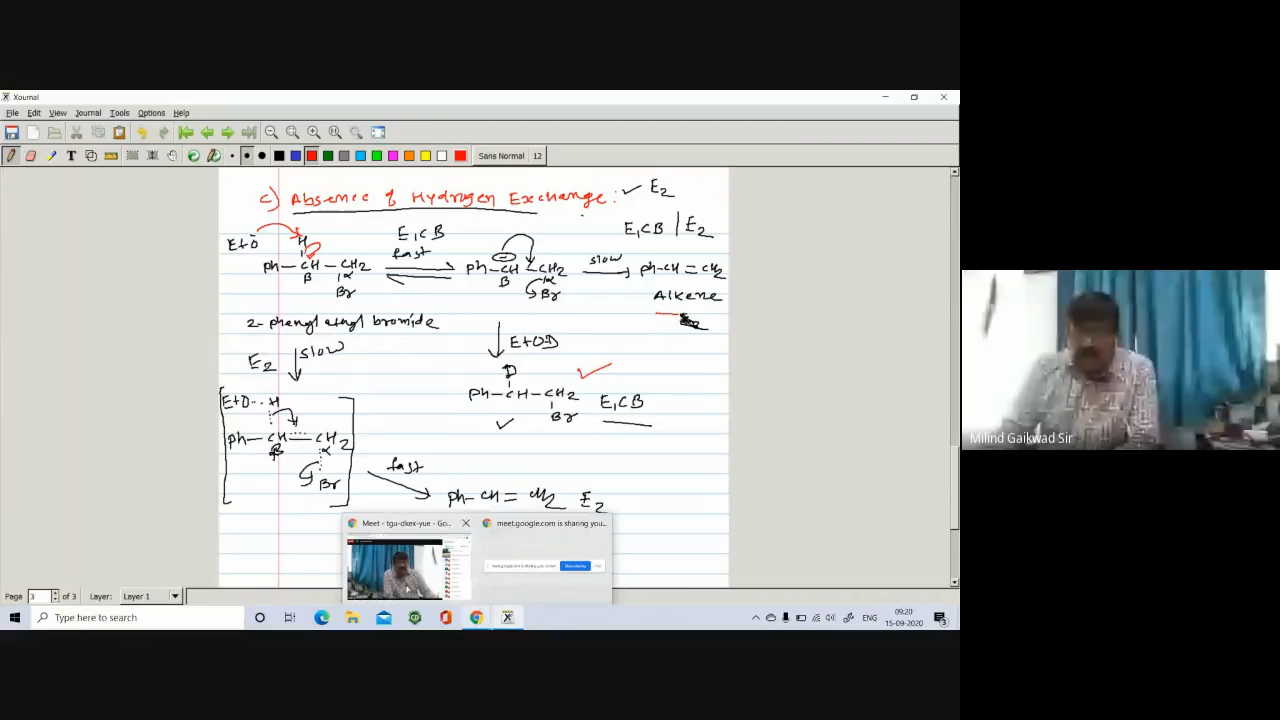 Xournal
File Edit View Journal Tools Options Help
Sans Normal 12
c) Absence of Hydrogen Exchange : ✓ E2
E1CB | E2
EtO⁻ H E1CB
fast
Ph—CH—CH2 Ph—CH—CH2 slow Ph-CH=CH2
β α β α
Br Br Alkene
2-phenyl ethyl bromide
E2 slow EtOD
D
EtO...H Ph—CH—CH2 E1CB
Br
Ph—CH—CH2
β α
Br
fast
Ph-CH=CH2 E2
Meet - tgu-dkex-yue - Go...
meet.google.com is sharing you...
Page 3 of 3 Layer: Layer 1
Type here to search
ENG
09:20
15-09-2020
3
Milind Gaikwad Sir